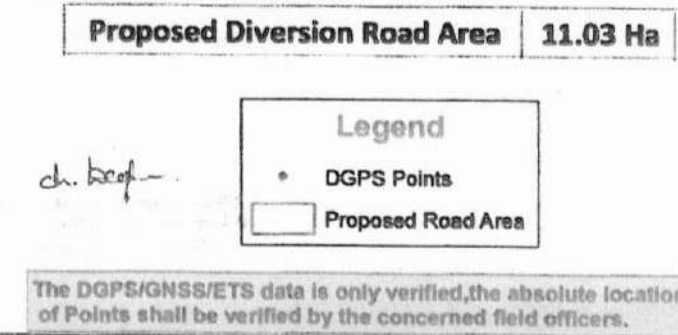 Proposed Diversion Road Area 11.03 Ha
Legend
DGPS Points
Proposed Road Area
The DGPS/GNSS/ETS data is only verified,the absolute location
of Points shall be verified by the concerned field officers.